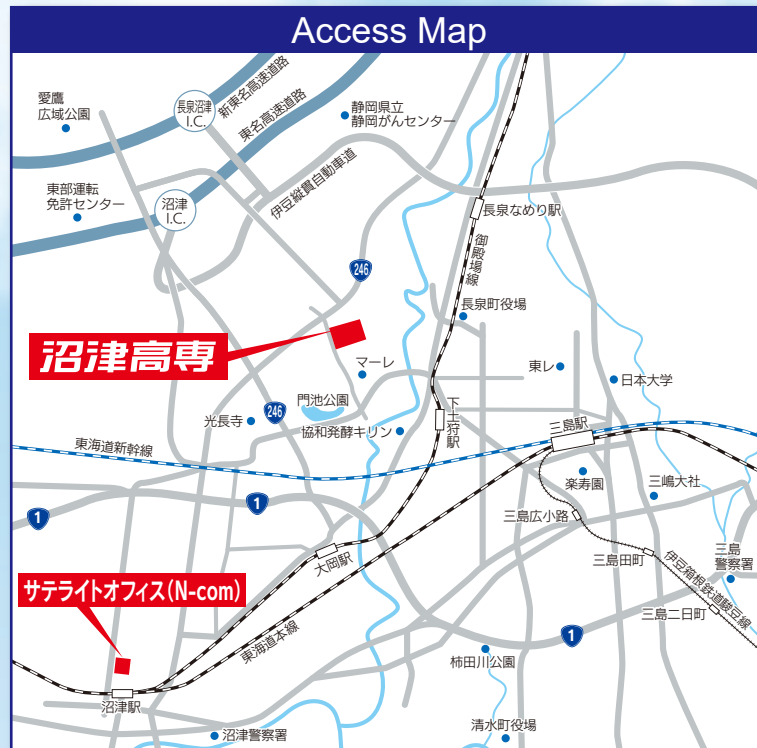 Access Map
愛鷹
広域公園
長泉沼津
I.C.
新東名高速道路
東名高速道路
静岡県立
静岡がんセンター
東部運転
免許センター
沼津
I.C.
伊豆縦貫自動車道
長泉なめり駅
御殿場線
246
長泉町役場
沼津高専
マーレ
東レ
日本大学
門池公園
246
光長寺
協和発酵キリン
下土狩駅
三島駅
東海道新幹線
楽寿園
三嶋大社
1
1
三島広小路
大岡駅
三島田町
三島
警察署
伊豆箱根鉄道駿豆線
サテライトオフィス(N-com)
三島二日町
東海道本線
1
柿田川公園
沼津駅
沼津警察署
清水町役場